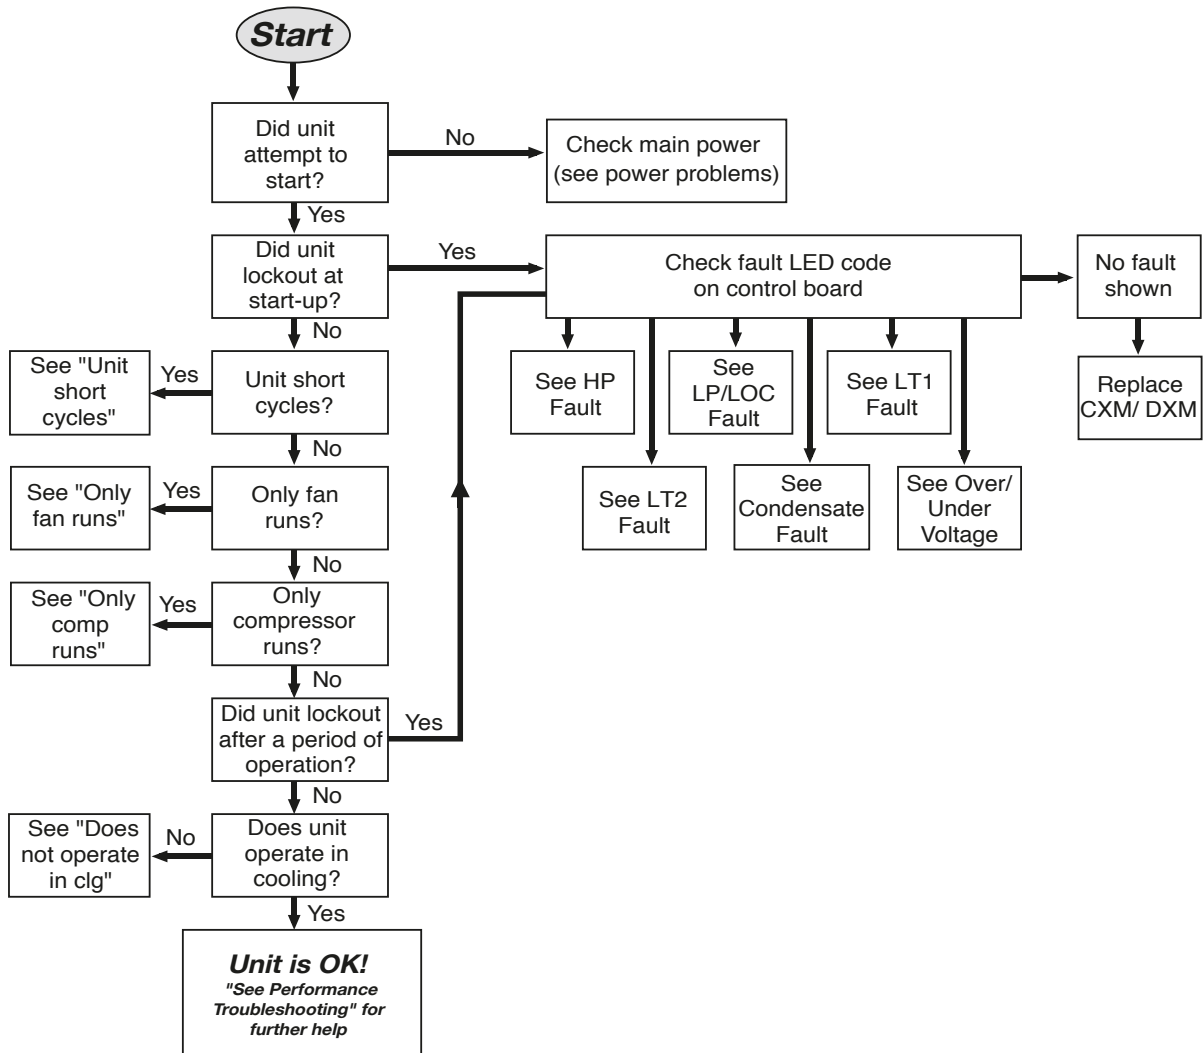 Start
Did unit
attempt to
start?
No
Check main power
(see power problems)
Yes
Did unit
lockout at
start-up?
Yes
Check fault LED code
on control board
No fault
shown
No
See "Unit
short
cycles"
Yes
Unit short
cycles?
See HP
Fault
See
LP/LOC
Fault
See LT1
Fault
Replace
CXM/ DXM
No
See "Only
fan runs"
Yes
Only fan
runs?
See LT2
Fault
See
Condensate
Fault
See Over/
Under
Voltage
No
See "Only
comp
runs"
Yes
Only
compressor
runs?
No
Did unit lockout
after a period of
operation?
Yes
No
See "Does
not operate
in clg"
No
Does unit
operate in
cooling?
Yes
Unit is OK!
"See Performance
Troubleshooting" for
further help